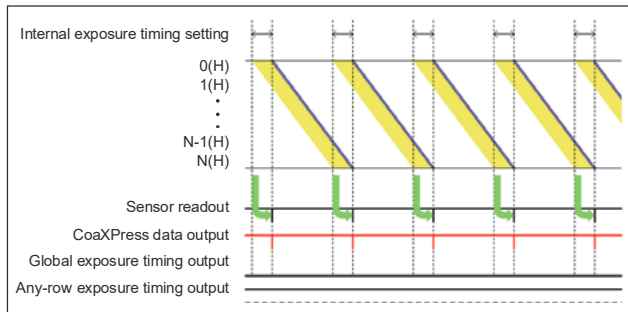 Internal exposure timing setting
0(H)
1(H)
•
•
•
N-1(H)
N(H)
Sensor readout
CoaXPress data output
Global exposure timing output
Any-row exposure timing output